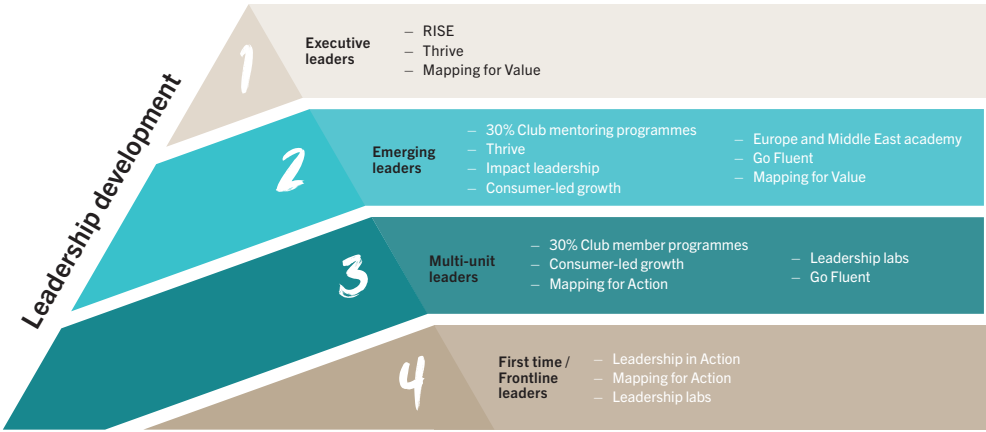 Leadership development
1
Executive
leaders
– RISE
– Thrive
– Mapping for Value
2
Emerging
leaders
– 30% Club mentoring programmes
– Thrive
– Impact leadership
– Consumer-led growth
– Europe and Middle East academy
– Go Fluent
– Mapping for Value
3
Multi-unit
leaders
– 30% Club member programmes
– Consumer-led growth
– Mapping for Action
– Leadership labs
– Go Fluent
4
First time /
Frontline
leaders
– Leadership in Action
– Mapping for Action
– Leadership labs